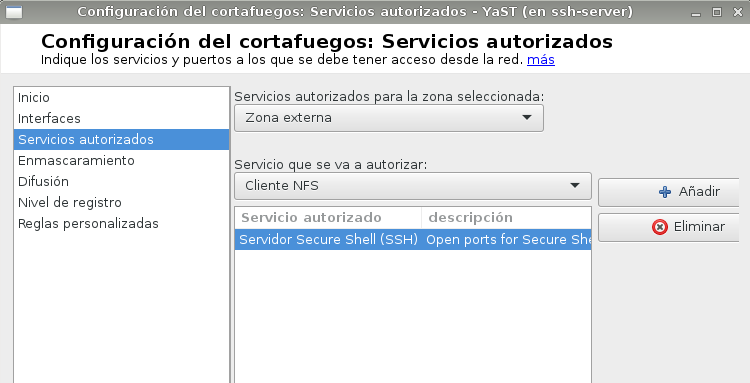 Configuración del cortafuegos: Servicios autorizados - YaST (en ssh-server)
Configuración del cortafuegos: Servicios autorizados
Indique los servicios y puertos a los que se debe tener acceso desde la red. más
Inicio
Interfaces
Servicios autorizados
Enmascaramiento
Difusión
Nivel de registro
Reglas personalizadas
Servicios autorizados para la zona seleccionada:
Zona externa
Servicio que se va a autorizar:
Cliente NFS
Añadir
Eliminar
Servicio autorizado descripción
Servidor Secure Shell (SSH) Open ports for Secure She